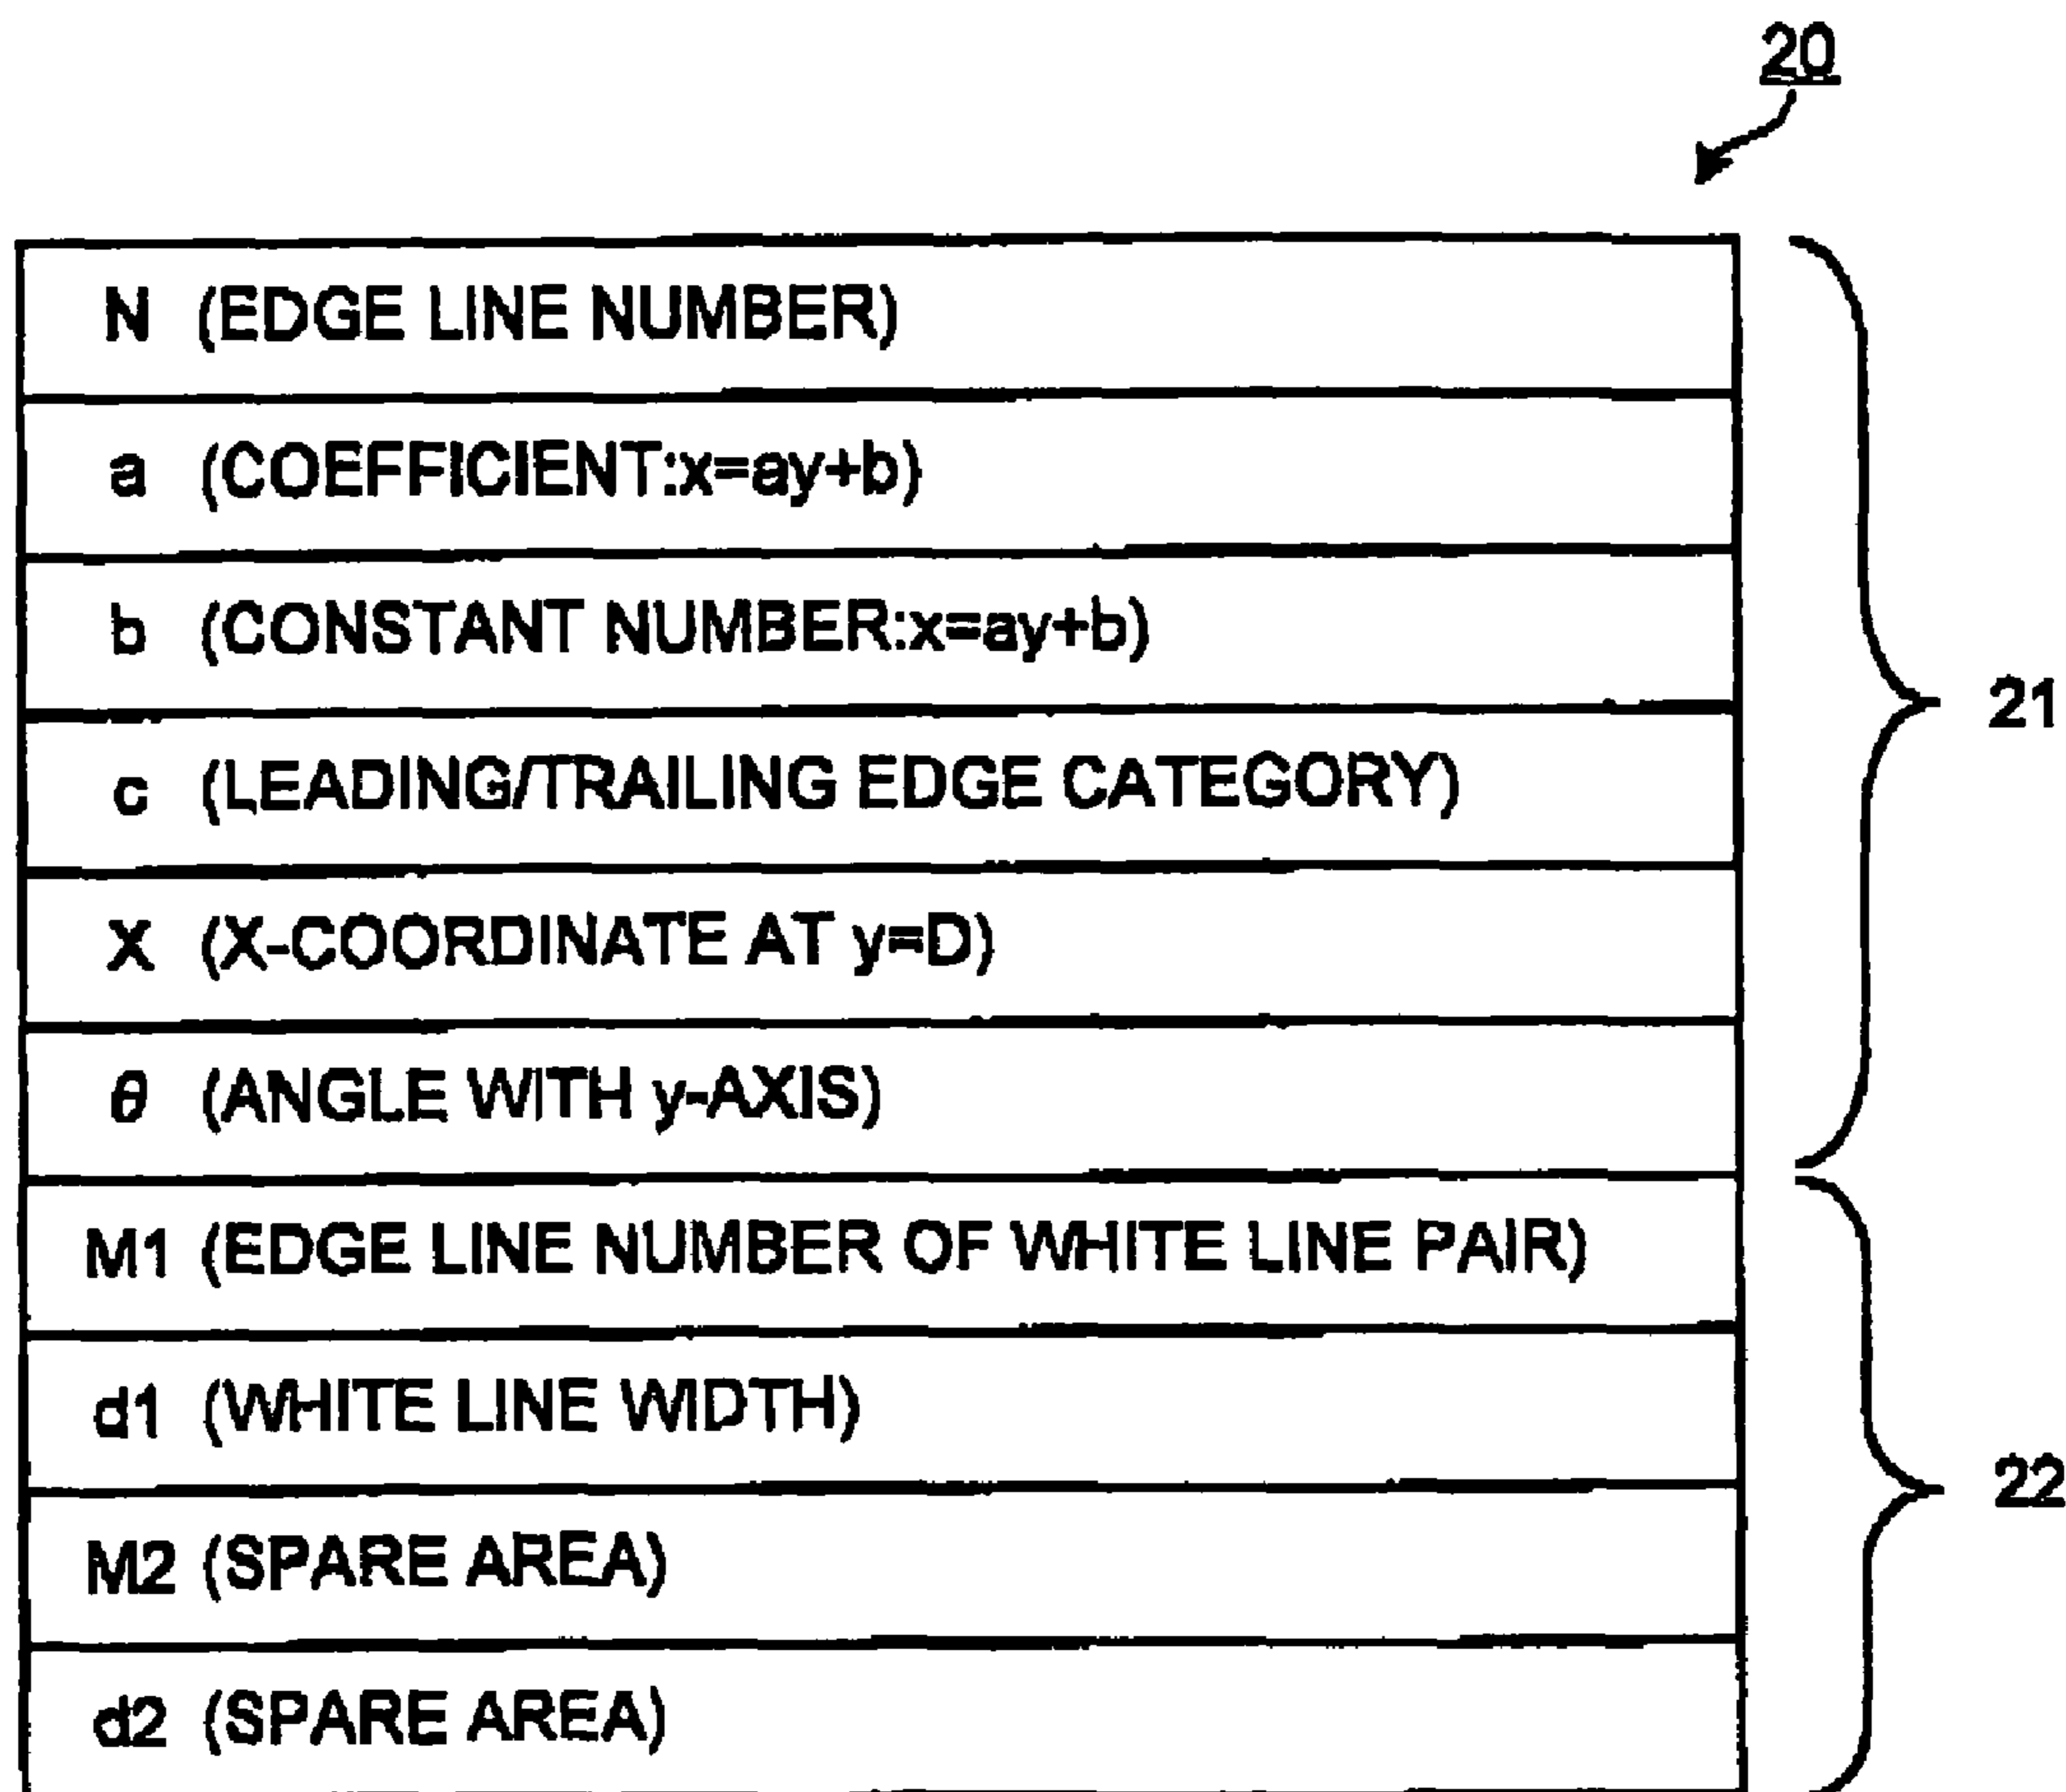 20
N (EDGE LINE NUMBER)
a (COEFFICIENT:x=ay+b)
b (CONSTANT NUMBER:x=ay+b)
c (LEADING/TRAILING EDGE CATEGORY)
X (X-COORDINATE AT y=D)
θ (ANGLE WITH y-AXIS)
21
M1 (EDGE LINE NUMBER OF WHITE LINE PAIR)
d1 (WHITE LINE WIDTH)
M2 (SPARE AREA)
d2 (SPARE AREA)
22